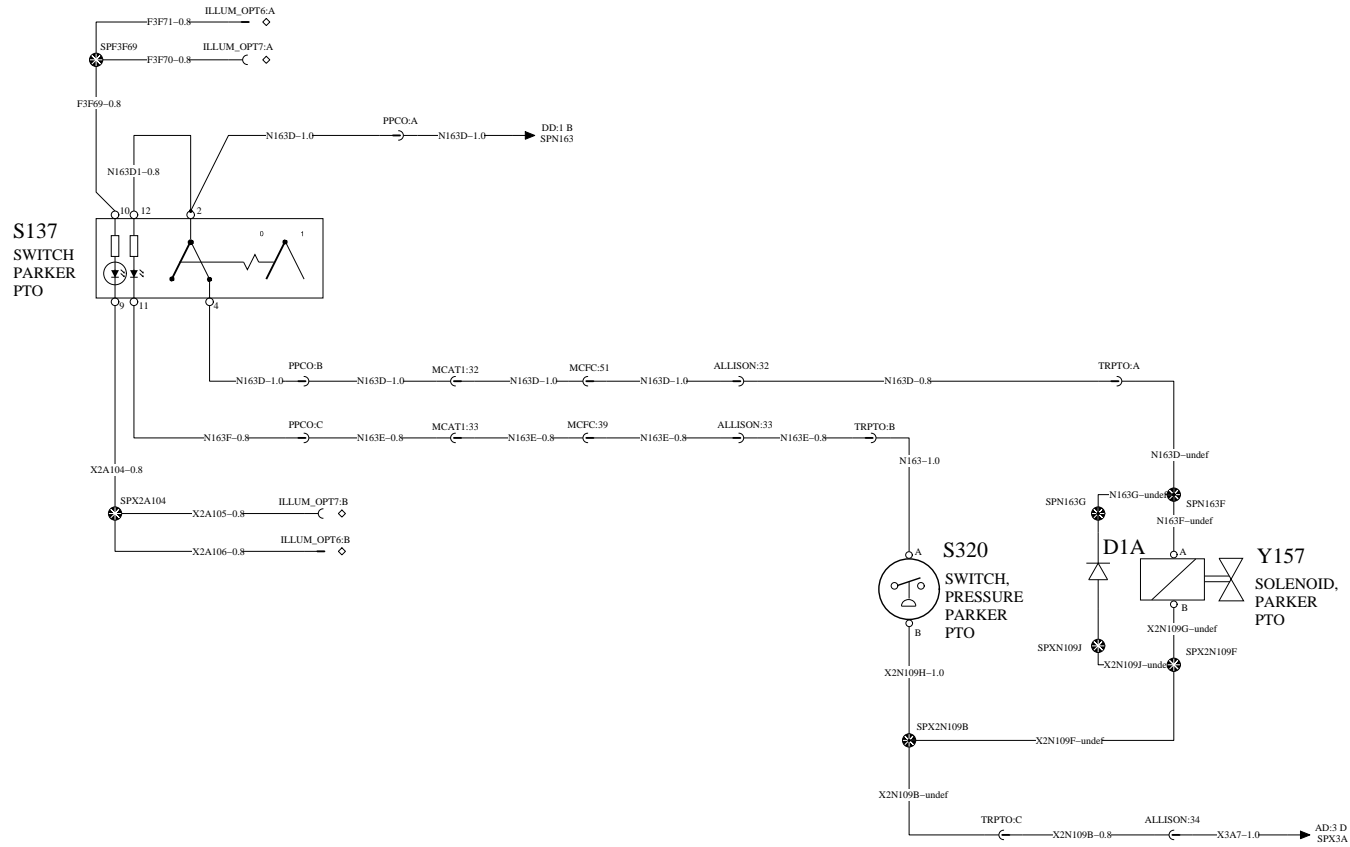 ILLUM_OPT6:A
F3F71−0.8
SPF3F69
ILLUM_OPT7:A
F3F70−0.8
F3F69−0.8
PPCO:A
N163D−1.0
N163D−1.0
DD:1 B
SPN163
N163D1−0.8
10
12
2
S137
SWITCH
PARKER
PTO
0
1
9
11
4
PPCO:B
MCAT1:32
MCFC:51
ALLISON:32
TRPTO:A
N163D−1.0
N163D−1.0
N163D−1.0
N163D−1.0
N163D−0.8
PPCO:C
MCAT1:33
MCFC:39
ALLISON:33
TRPTO:B
N163F−0.8
N163E−0.8
N163E−0.8
N163E−0.8
N163E−0.8
N163−1.0
N163D−undef
X2A104−0.8
SPX2A104
ILLUM_OPT7:B
X2A105−0.8
ILLUM_OPT6:B
X2A106−0.8
SPN163G
N163G−undef
SPN163F
N163F−undef
D1A
A
B
Y157
SOLENOID,
PARKER
PTO
A
B
S320
SWITCH,
PRESSURE
PARKER
PTO
X2N109G−undef
SPXN109J
X2N109J−undef
SPX2N109F
X2N109H−1.0
SPX2N109B
X2N109F−undef
X2N109B−undef
TRPTO:C
X2N109B−0.8
ALLISON:34
X3A7−1.0
AD:3 D
SPX3A